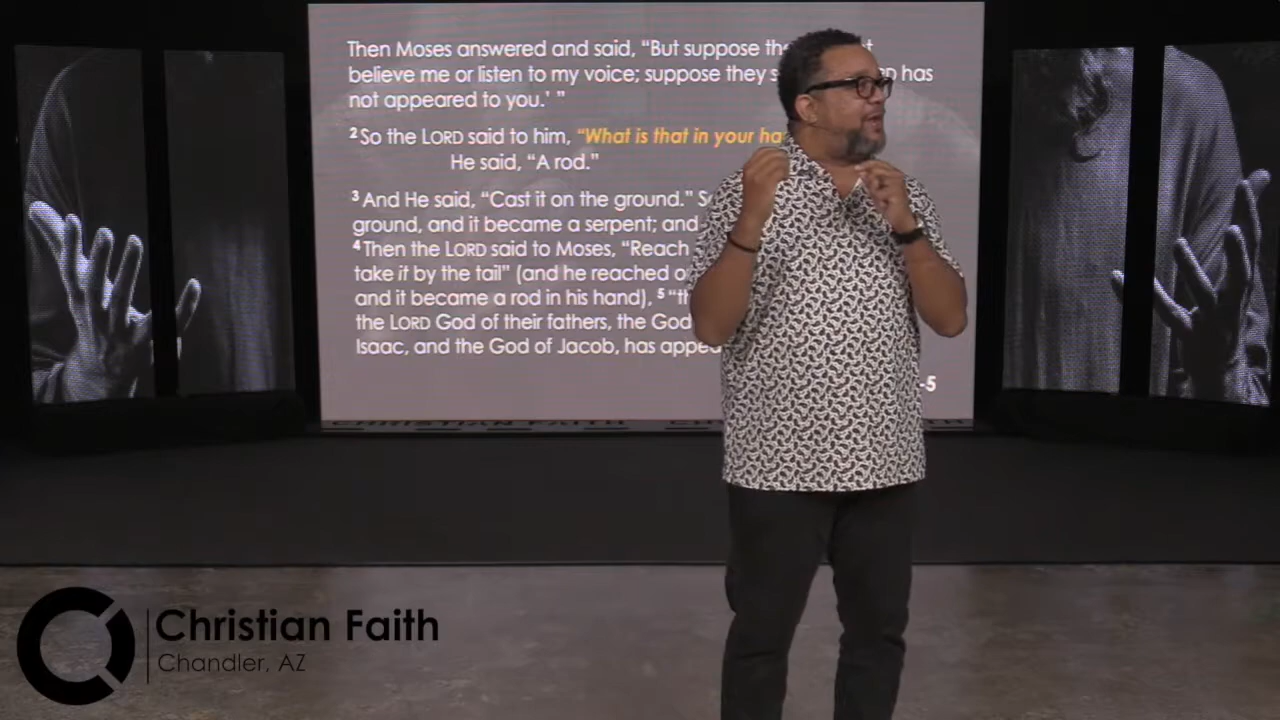 Then Moses answered and said, “But suppose
believe me or listen to my voice; suppose they has
not appeared to you.’ ”
² So the LORD said to him, “What is that in your
He said, “A rod.”
³ And He said, “Cast it on the ground.”
ground, and it became a serpent; and
⁴ Then the LORD said to Moses, “Reach
take it by the tail” (and he reached
and it became a rod in his hand), ⁵
the LORD God of their fathers, the God
Isaac, and the God of Jacob, has
-5
CHRISTIAN FAITH
Christian Faith
Chandler, AZ